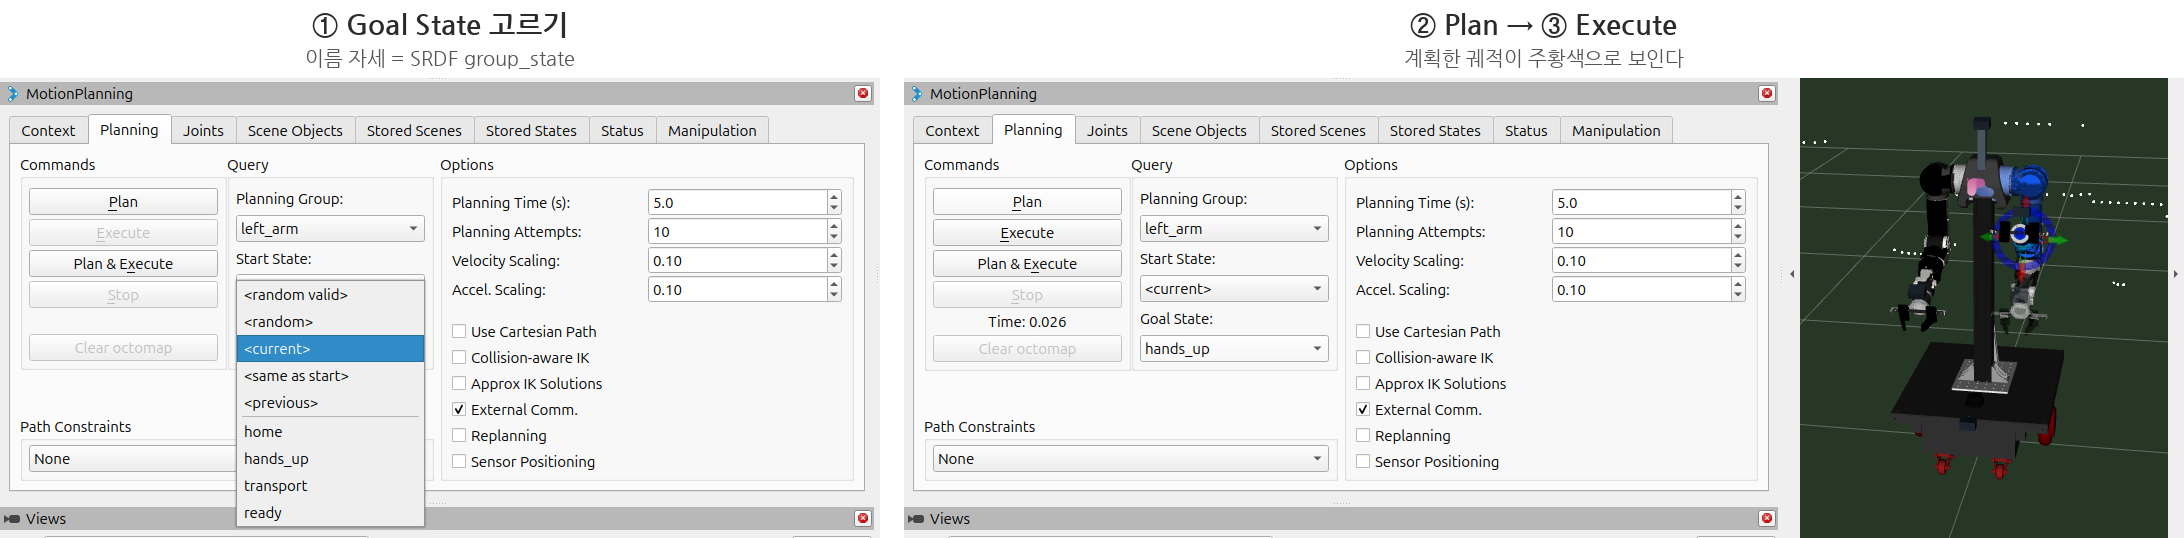 ① Goal State 고르기
이름 자세 = SRDF group_state
MotionPlanning
Context Planning Joints Scene Objects Stored Scenes Stored States Status Manipulation
Commands Query Options
Plan
Execute
Plan & Execute
Stop
Clear octomap
Planning Group:
left_arm
Start State:
<random valid>
<random>
<current>
<same as start>
<previous>
home
hands_up
transport
ready
Planning Time (s): 5.0
Planning Attempts: 10
Velocity Scaling: 0.10
Accel. Scaling: 0.10
Use Cartesian Path
Collision-aware IK
Approx IK Solutions
External Comm.
Replanning
Sensor Positioning
Path Constraints
None
Views
② Plan → ③ Execute
계획한 궤적이 주황색으로 보인다
MotionPlanning
Context Planning Joints Scene Objects Stored Scenes Stored States Status Manipulation
Commands Query Options
Plan
Execute
Plan & Execute
Stop
Time: 0.026
Clear octomap
Planning Group:
left_arm
Start State:
<current>
Goal State:
hands_up
Planning Time (s): 5.0
Planning Attempts: 10
Velocity Scaling: 0.10
Accel. Scaling: 0.10
Use Cartesian Path
Collision-aware IK
Approx IK Solutions
External Comm.
Replanning
Sensor Positioning
Path Constraints
None
Views